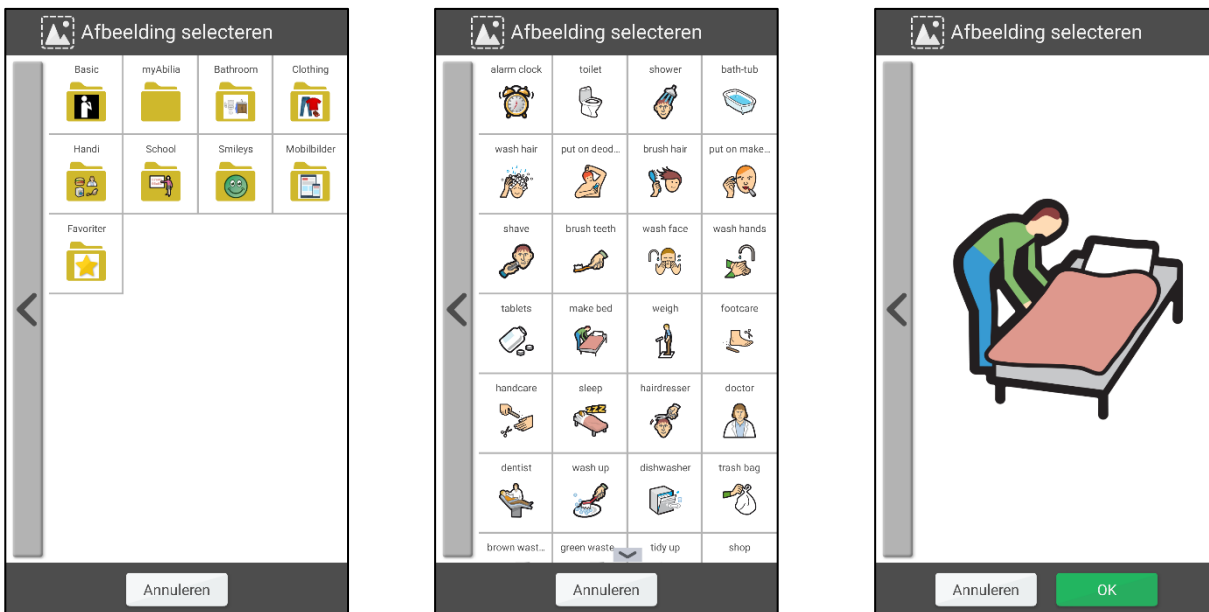 Afbeelding selecteren
Basic myAbilia Bathroom Clothing
Handi School Smileys Mobilbilder
Favoriter
Annuleren
Afbeelding selecteren
alarm clock toilet shower bath-tub
wash hair put on deod... brush hair put on make...
shave brush teeth wash face wash hands
tablets make bed weigh footcare
handcare sleep hairdresser doctor
zzz
dentist wash up dishwasher trash bag
brown wast... green waste... tidy up shop
Annuleren
Afbeelding selecteren
Annuleren OK